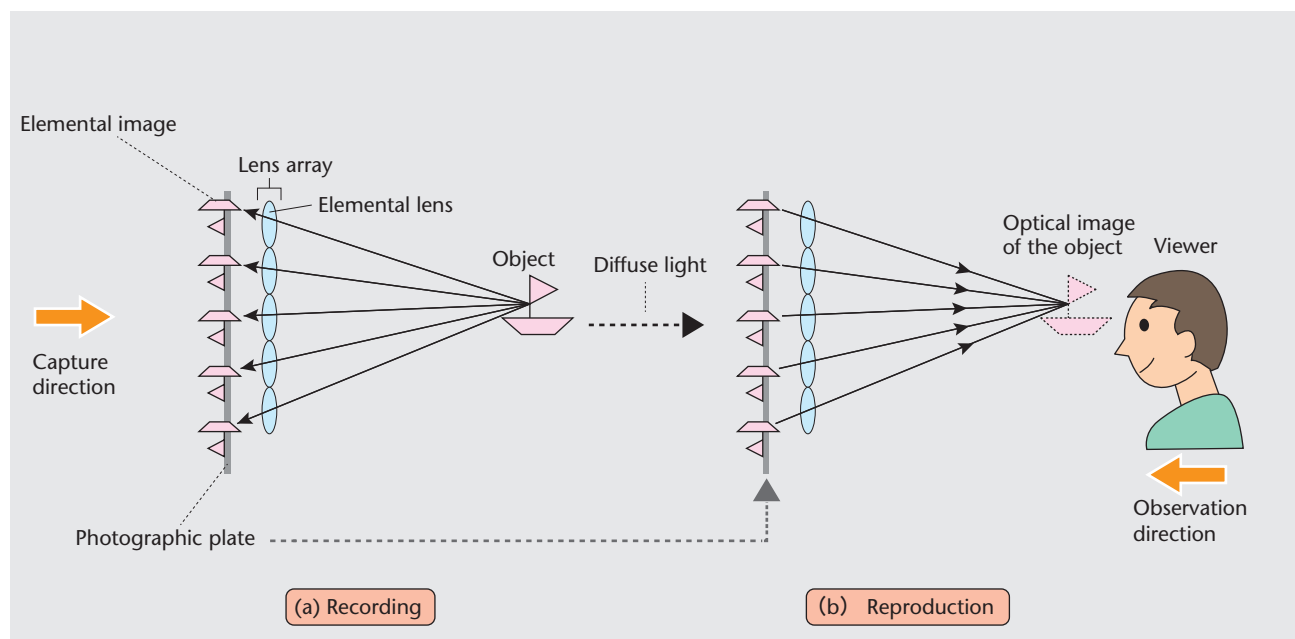 Elemental image
Lens array
Elemental lens
Object
Diffuse light
Optical image
of the object
Viewer
Capture
direction
Observation
direction
Photographic plate
(a) Recording
(b) Reproduction